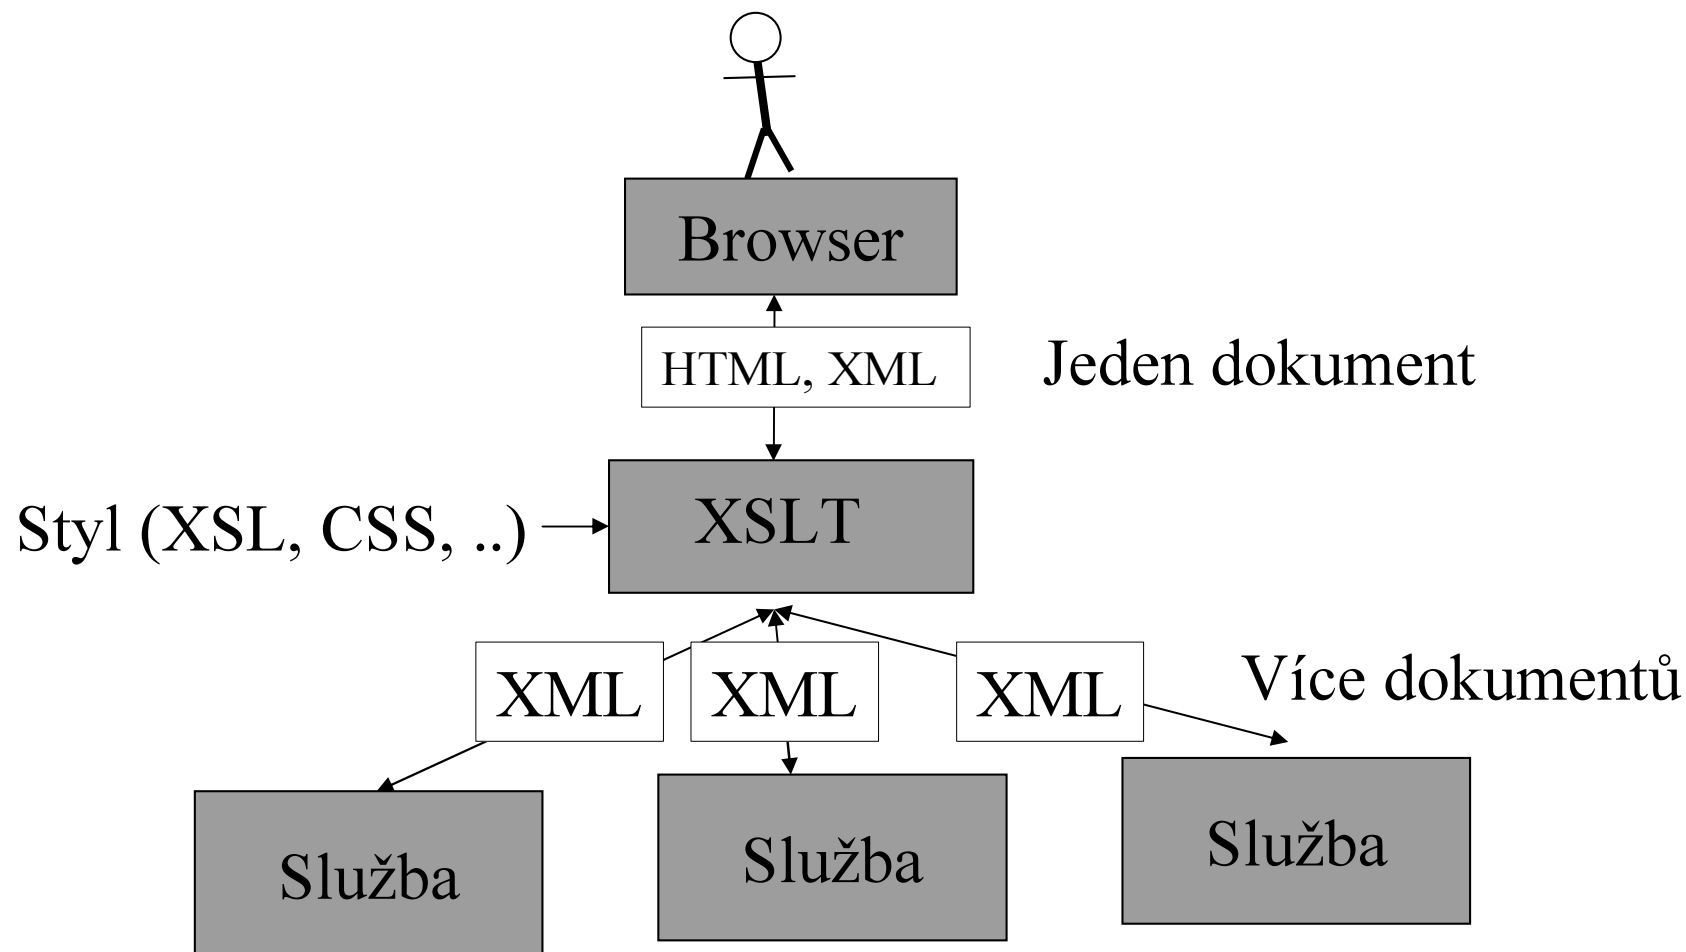 Browser
HTML, XML
Jeden dokument
Styl (XSL, CSS, ..)
XSLT
XML
XML
XML
Více dokumentů
Služba
Služba
Služba